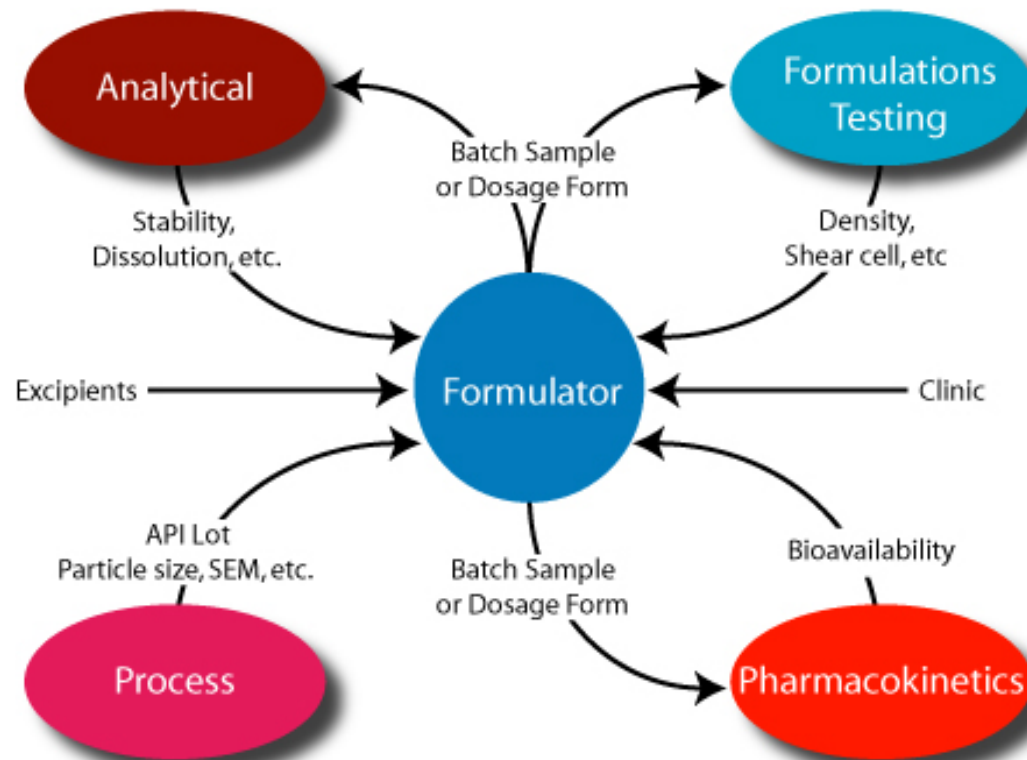 Analytical
Formulations
Testing
Batch Sample
or Dosage Form
Stability,
Dissolution, etc.
Density,
Shear cell, etc
Excipients
Formulator
Clinic
API Lot
Particle size, SEM, etc.
Batch Sample
or Dosage Form
Bioavailability
Process
Pharmacokinetics